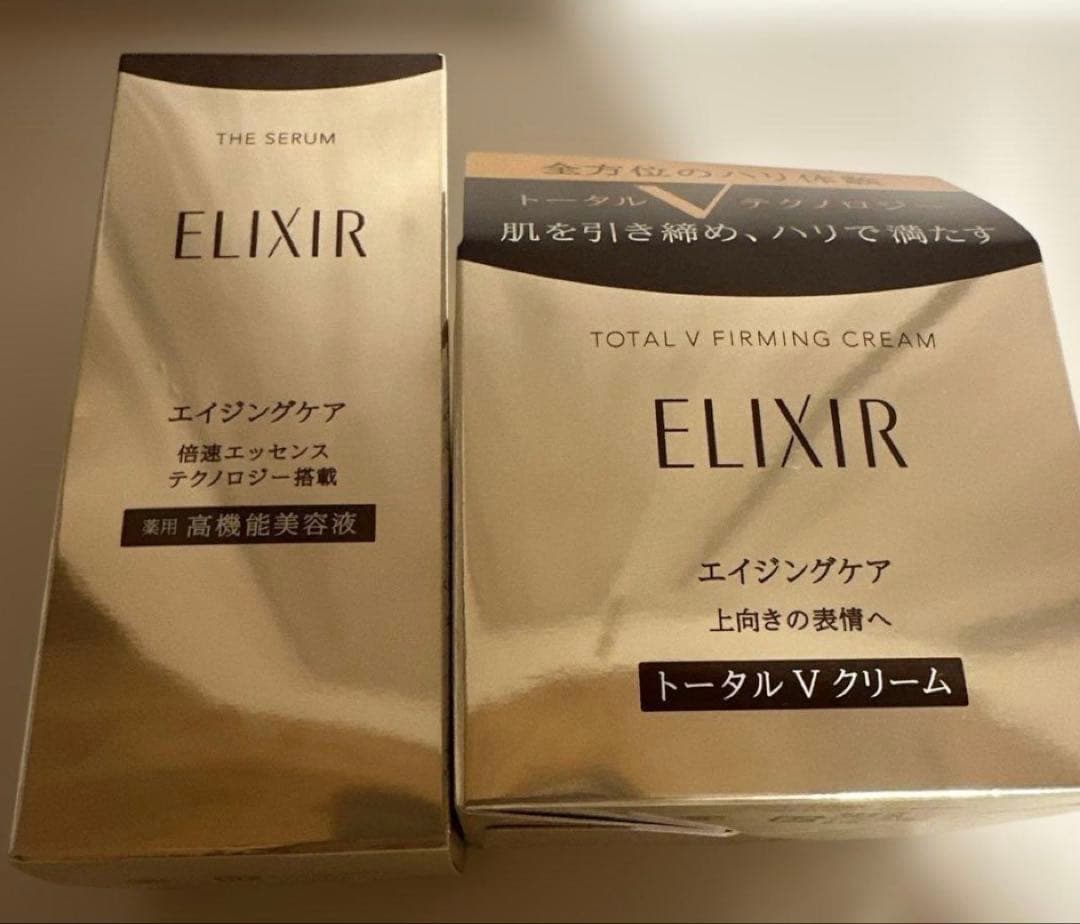 THE SERUM
ELIXIR
エイジングケア
倍速エッセンス
テクノロジー搭載
薬用 高機能美容液
全方位のハリ体験
トータル V テクノロジー
肌を引き締め、ハリで満たす
TOTAL V FIRMING CREAM
ELIXIR
エイジングケア
上向きの表情へ
トータル V クリーム